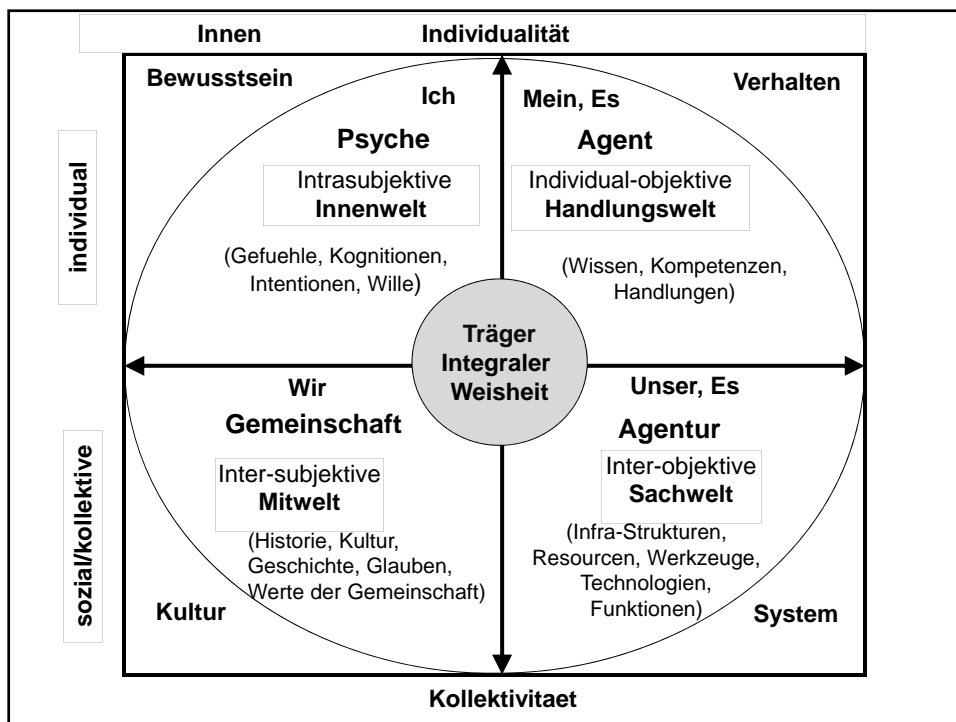 Innen
Individualität
Bewusstsein
Verhalten
Ich
Mein, Es
Psyche
Agent
Intrasubjektive
Innenwelt
Individual-objektive
Handlungswelt
(Gefuehle, Kognitionen,
Intentionen, Wille)
(Wissen, Kompetenzen,
Handlungen)
individual
Träger
Integraler
Weisheit
Wir
Unser, Es
Gemeinschaft
Agentur
Inter-subjektive
Mitwelt
Inter-objektive
Sachwelt
(Historie, Kultur,
Geschichte, Glauben,
Werte der Gemeinschaft)
(Infra-Strukturen,
Resourcen, Werkzeuge,
Technologien,
Funktionen)
sozial/kollektive
Kultur
System
Kollektivitaet